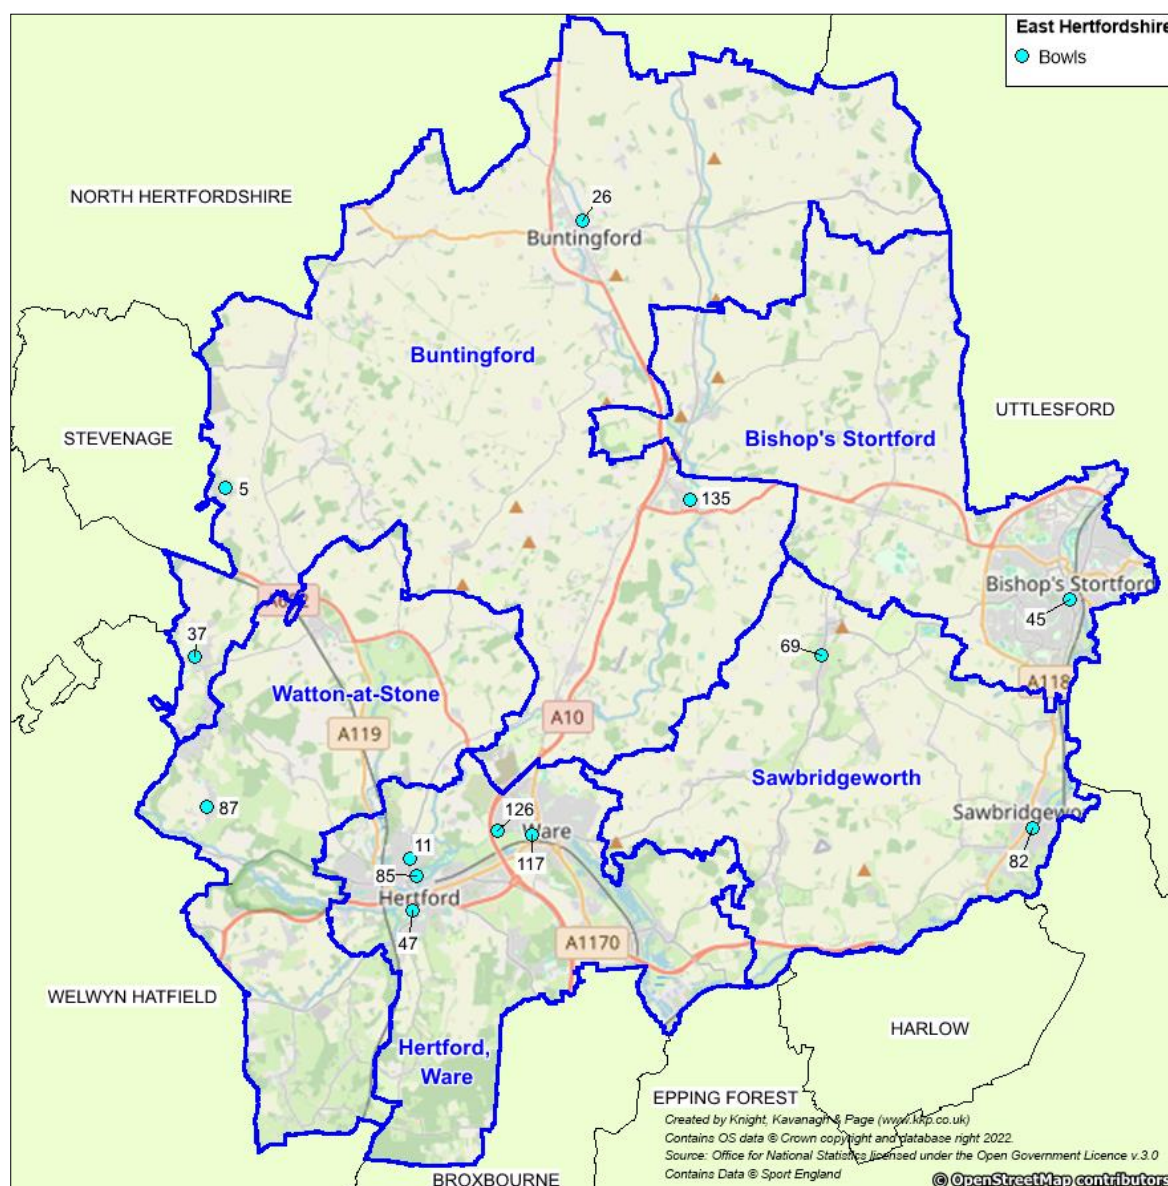 East Hertfordshire
Bowls
NORTH HERTFORDSHIRE
26
Buntingford
Buntingford
UTTLESFORD
STEVENAGE
Bishop's Stortford
5
135
Bishop's Stortford
45
37
69
A118
Watton-at-Stone
A10
A119
Sawbridgeworth
87
126
Ware
Sawbridgewo
11
117
82
85
Hertford
47
A1170
WELWYN HATFIELD
HARLOW
Hertford,
Ware
EPPING FOREST
Created by Knight, Kavanagh & Page (www.kkp.co.uk)
Contains OS data © Crown copyright and database right 2022.
Source: Office for National Statistics licensed under the Open Government Licence v.3.0
Contains Data © Sport England
BROXBOURNE
© OpenStreetMap contributors